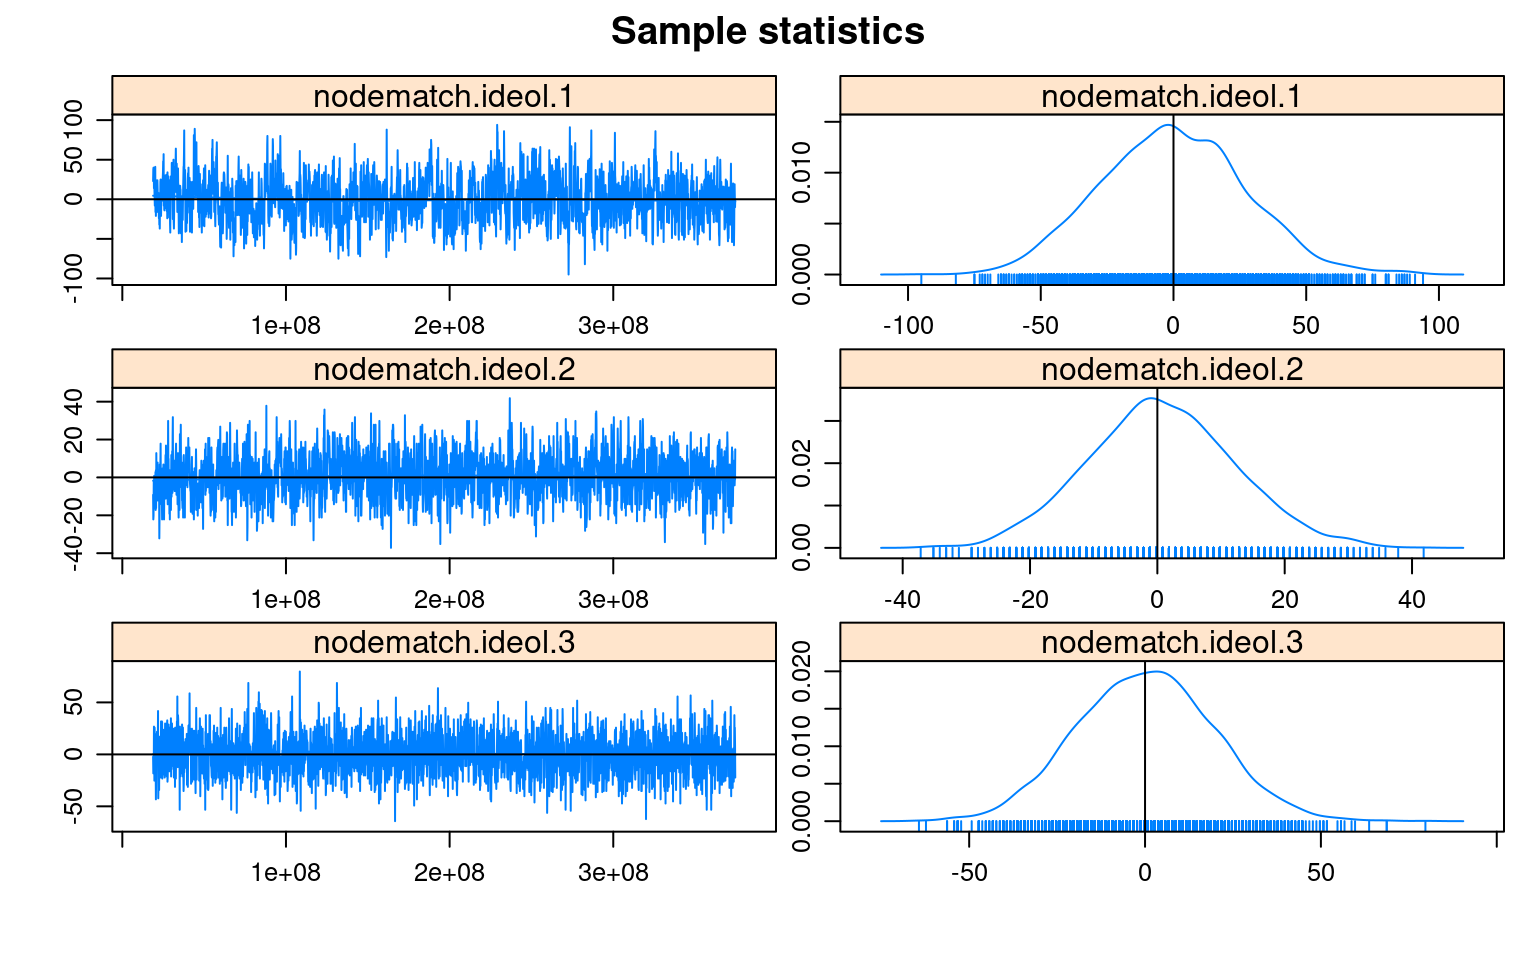 Sample statistics
nodematch.ideol.1
100
50
0
-100
1e+08 2e+08 3e+08
nodematch.ideol.1
0.010
0.000
-100 -50 0 50 100
nodematch.ideol.2
40
20
0
-20
-40
1e+08 2e+08 3e+08
nodematch.ideol.2
0.02
0.00
-40 -20 0 20 40
nodematch.ideol.3
50
0
-50
1e+08 2e+08 3e+08
nodematch.ideol.3
0.020
0.010
0.000
-50 0 50